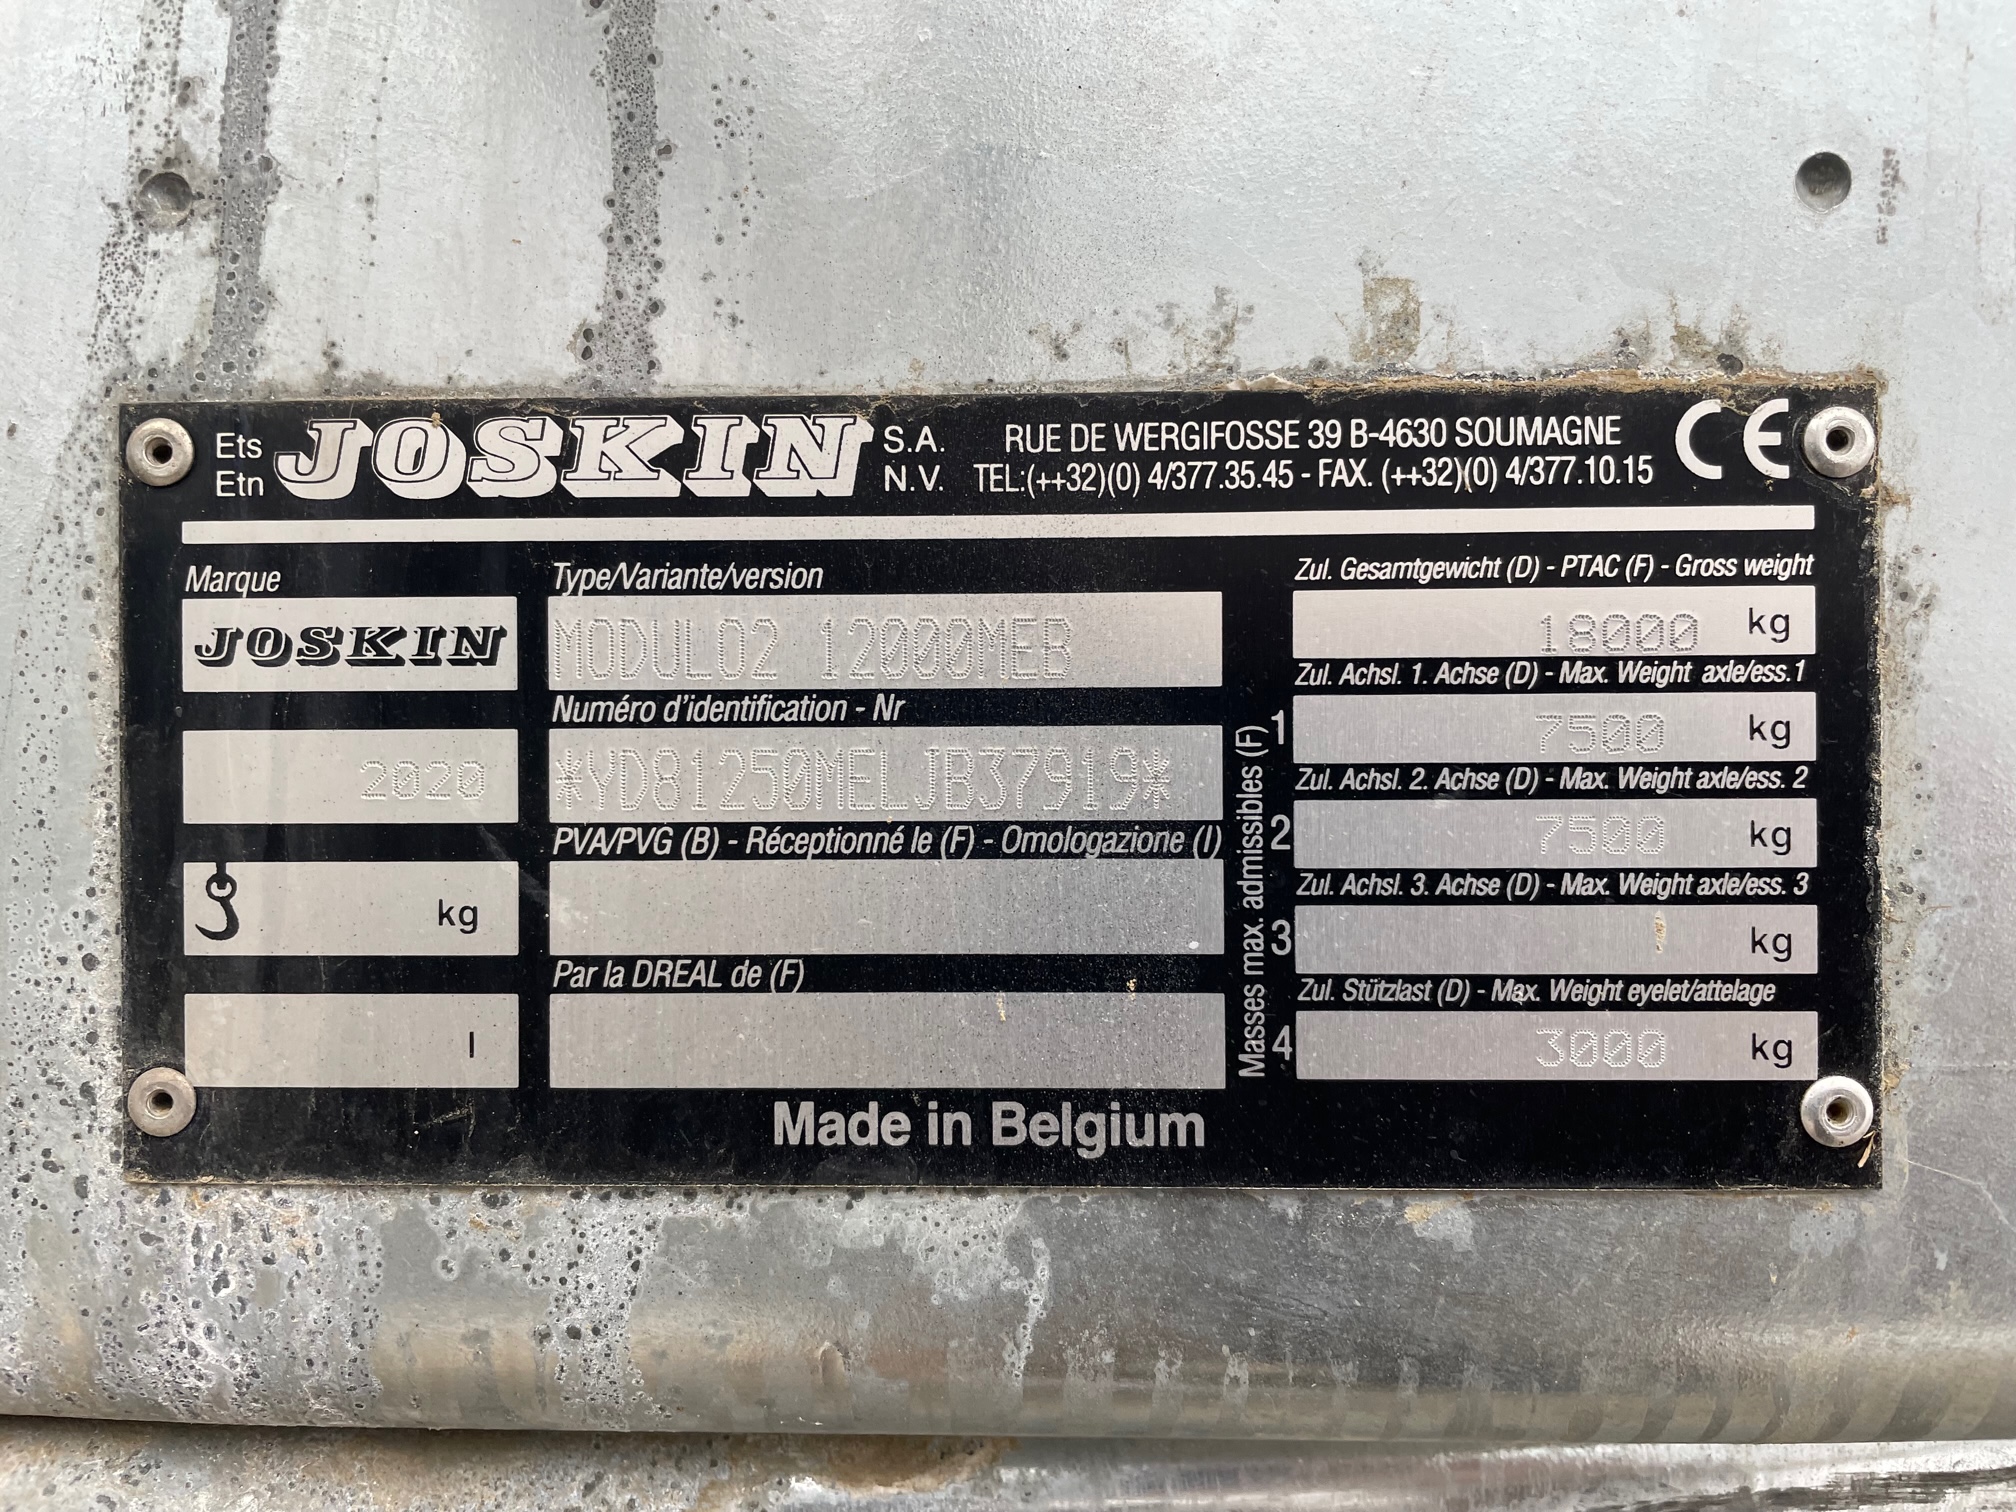 Ets JOSKIN S.A. RUE DE WERGIFOSSE 39 B-4630 SOUMAGNE CE
Etn N.V. TEL:(++32)(0) 4/377.35.45 - FAX. (++32)(0) 4/377.10.15
Marque
JOSKIN
2020
kg
l
Type/Variante/version
MODULO2 12000MEB
Numéro d'identification - Nr
*YD81250MELJB37919*
PVA/PVG (B) - Réceptionné le (F) - Omologazione (I)
Par la DREAL de (F)
Masses max. admissibles (F)
Zul. Gesamtgewicht (D) - PTAC (F) - Gross weight
18000 kg
Zul. Achsl. 1. Achse (D) - Max. Weight axle/ess.1
1 7500 kg
Zul. Achsl. 2. Achse (D) - Max. Weight axle/ess. 2
2 7500 kg
Zul. Achsl. 3. Achse (D) - Max. Weight axle/ess. 3
3 kg
Zul. Stützlast (D) - Max. Weight eyelet/attelage
4 3000 kg
Made in Belgium